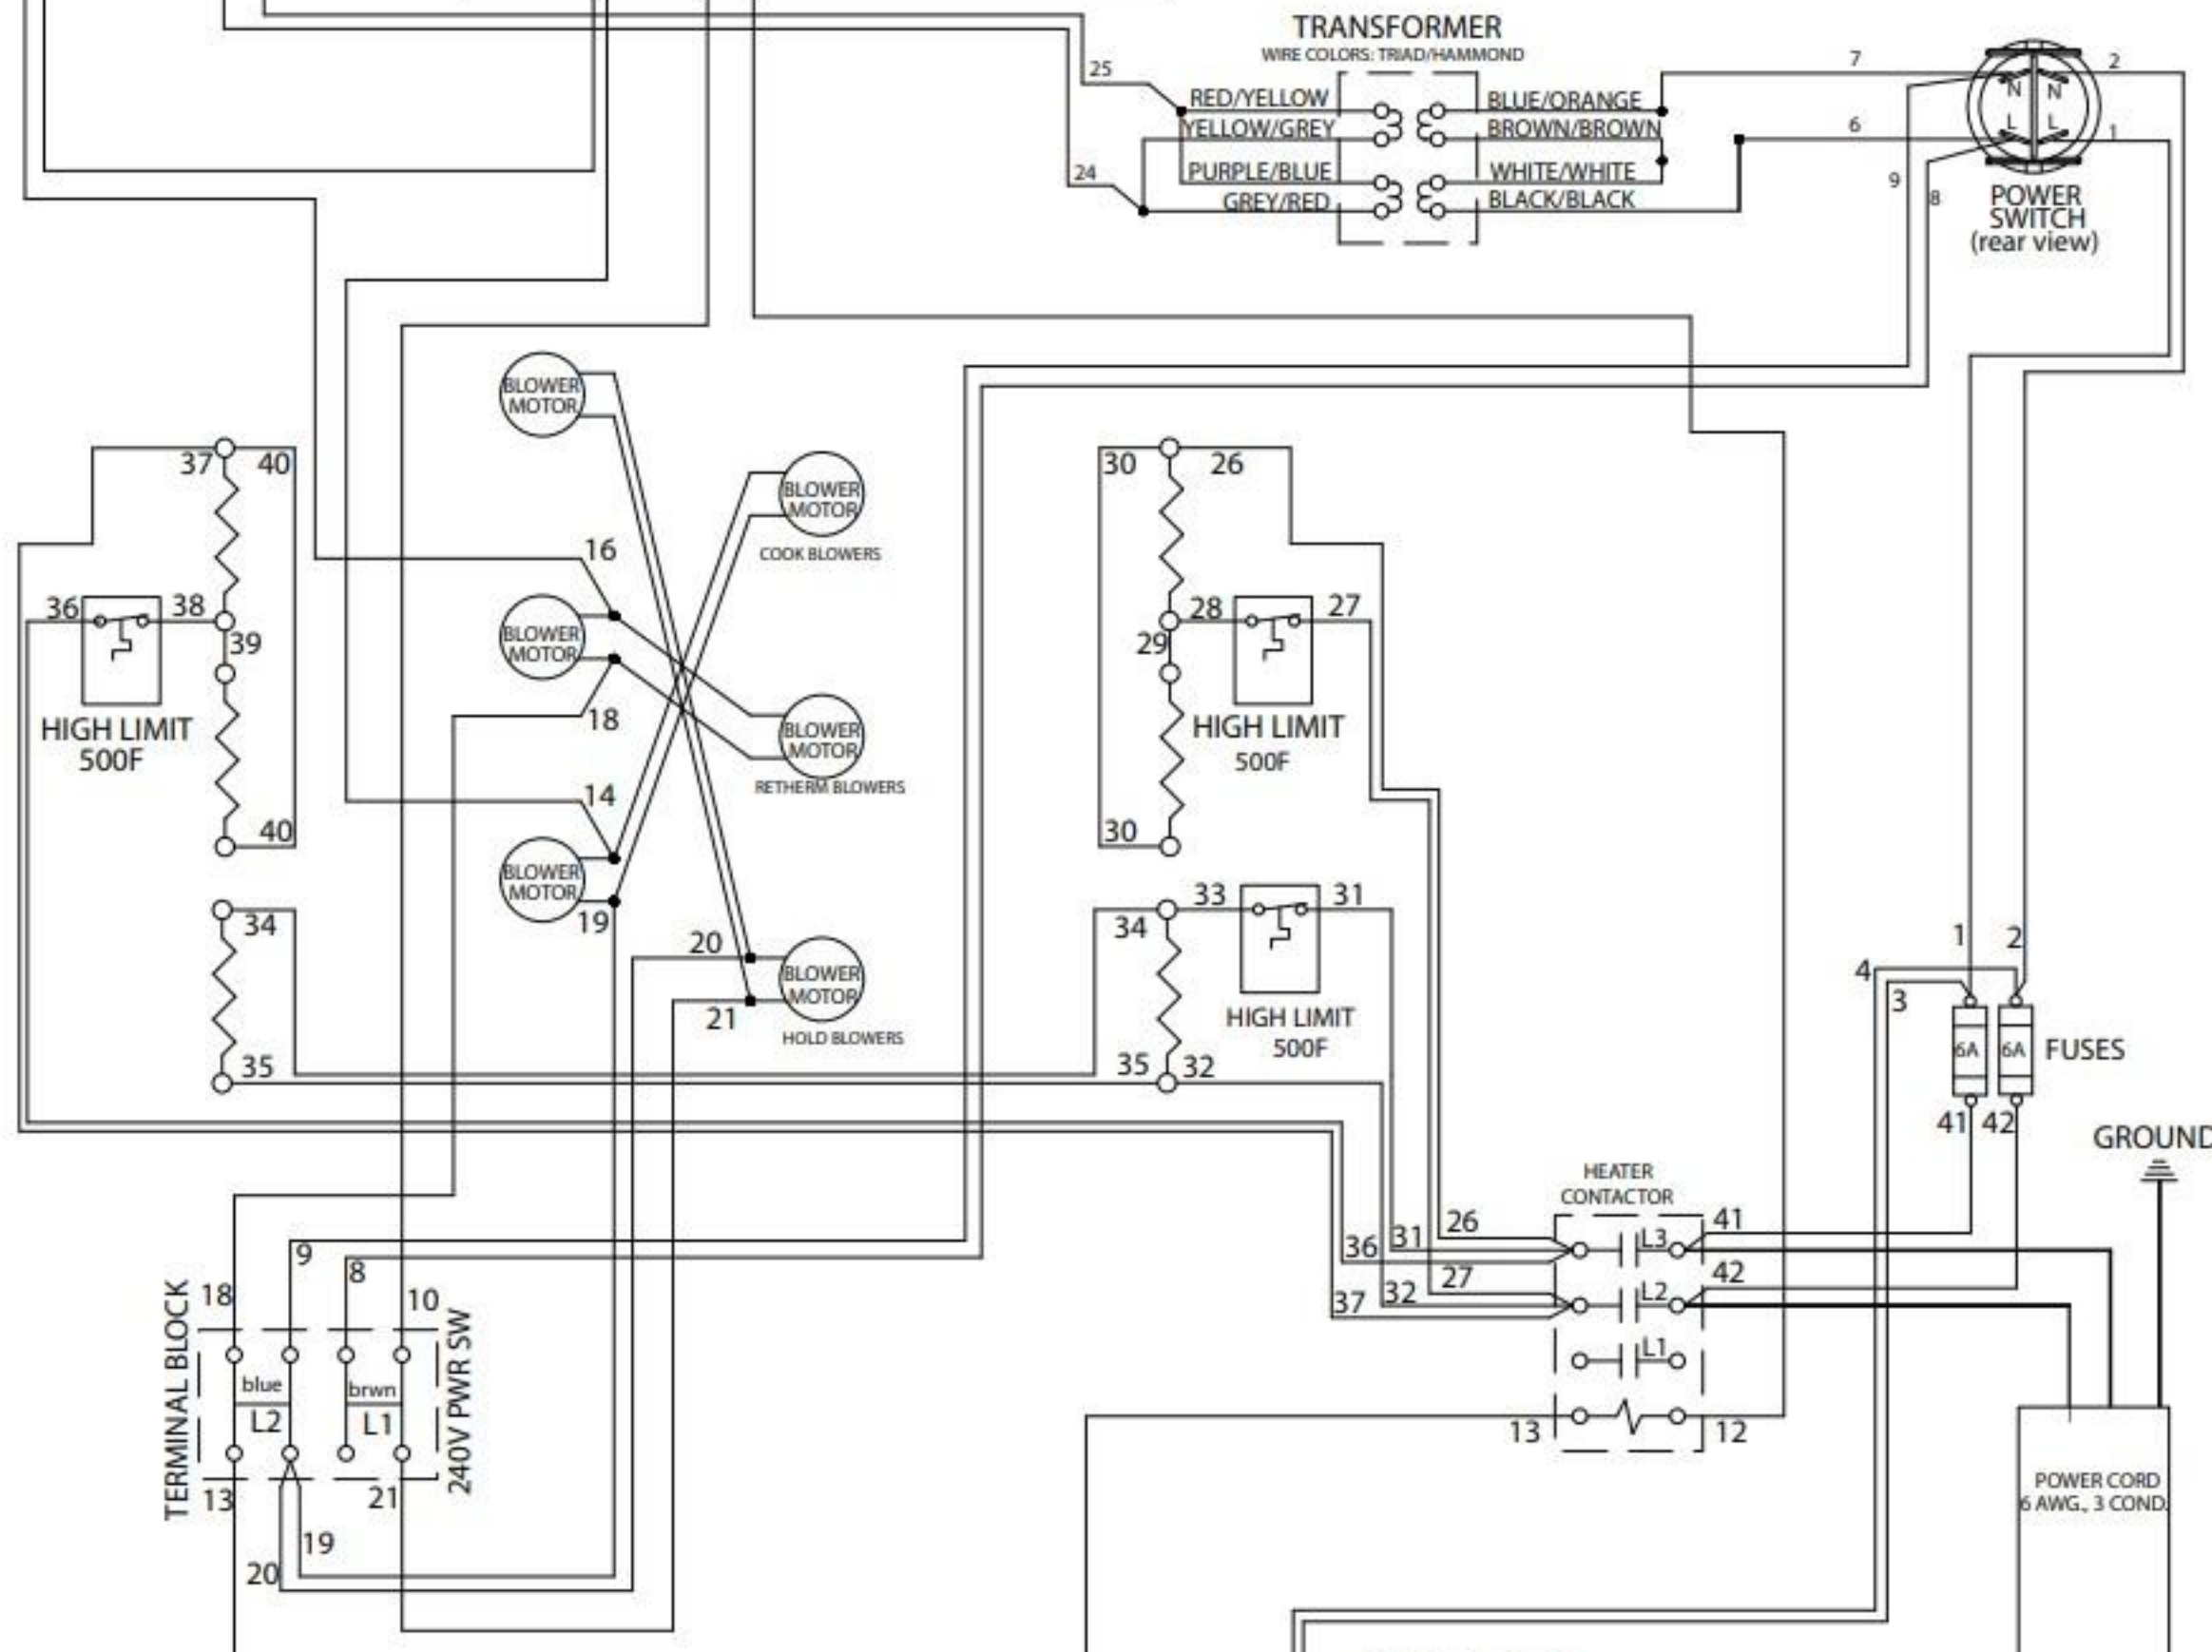 TRANSFORMER
WIRE COLORS: TRIAD/HAMMOND
25
RED/YELLOW
BLUE/ORANGE
YELLOW/GREY
BROWN/BROWN
24
PURPLE/BLUE
WHITE/WHITE
GREY/RED
BLACK/BLACK
7
2
N
N
L
L
6
1
9
8
POWER
SWITCH
(rear view)
BLOWER
MOTOR
BLOWER
MOTOR
COOK BLOWERS
37
40
30
26
16
36
38
39
BLOWER
MOTOR
28
27
29
HIGH LIMIT
500F
18
BLOWER
MOTOR
RETHERM BLOWERS
HIGH LIMIT
500F
14
40
30
BLOWER
MOTOR
19
34
34
33
31
20
BLOWER
MOTOR
21
HOLD BLOWERS
HIGH LIMIT
500F
35
35
32
1
2
4
3
6A
6A
FUSES
41
42
GROUND
HEATER
CONTACTOR
26
41
36
31
L3
27
42
37
32
L2
L1
13
12
9
8
18
10
TERMINAL BLOCK
240V PWR SW
blue
brwn
L2
L1
13
21
19
20
POWER CORD
6 AWG., 3 COND.